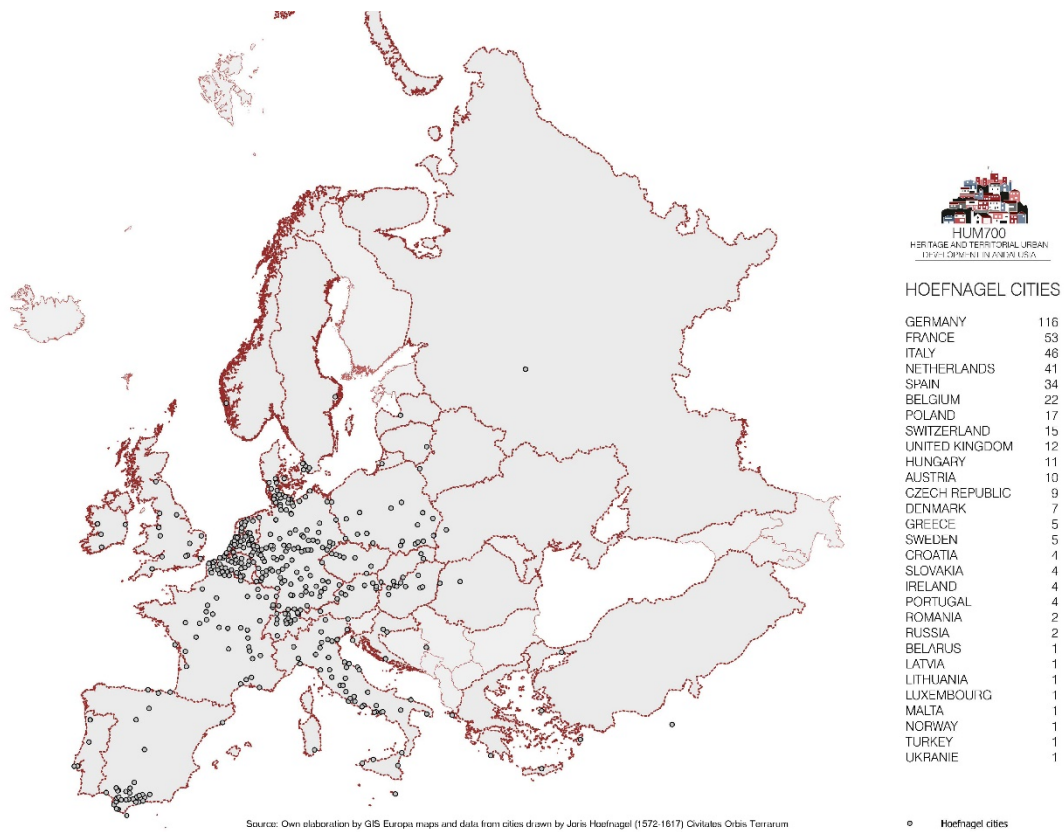 HUM700
HERITAGE AND TERRITORIAL URBAN
DEVELOPMENT IN ANDALUSIA
HOEFNAGEL CITIES
GERMANY 116
FRANCE 53
ITALY 46
NETHERLANDS 41
SPAIN 34
BELGIUM 22
POLAND 17
SWITZERLAND 15
UNITED KINGDOM 12
HUNGARY 11
AUSTRIA 10
CZECH REPUBLIC 9
DENMARK 7
GREECE 5
SWEDEN 5
CROATIA 4
SLOVAKIA 4
IRELAND 4
PORTUGAL 4
ROMANIA 2
RUSSIA 2
BELARUS 1
LATVIA 1
LITHUANIA 1
LUXEMBOURG 1
MALTA 1
NORWAY 1
TURKEY 1
UKRANIE 1
Source: Own elaboration by GIS Europa maps and data from cities drawn by Joris Hoefnagel (1572-1617) Civitates Orbis Terrarum
Hoefnagel cities